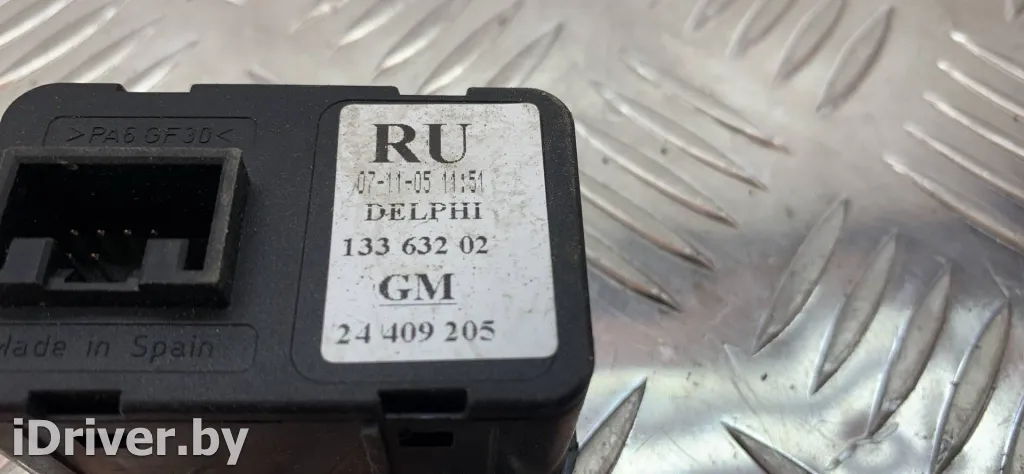 >PA6 GF30<
RU
07-11-05 11:51
DELPHI
133 632 02
GM
24 409 205
Made in Spain
iDriver.by